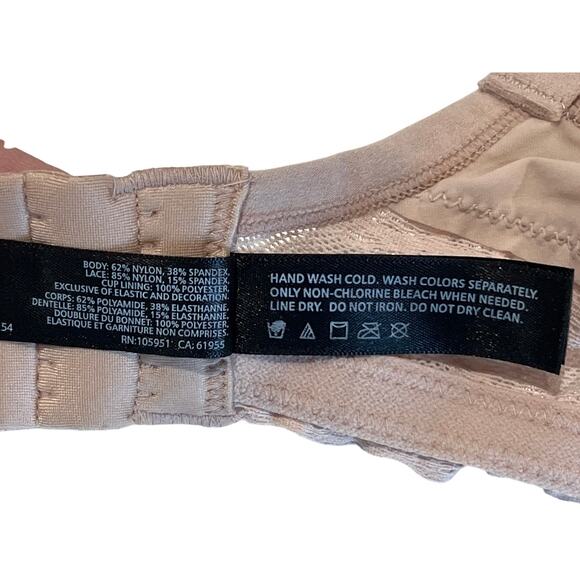 54
BODY: 62% NYLON, 38% SPANDEX.
LACE: 85% NYLON, 15% SPANDEX.
CUP LINING: 100% POLYESTER.
EXCLUSIVE OF ELASTIC AND DECORATION.
CORPS: 62% POLYAMIDE, 38% ELASTHANNE.
DENTELLE: 85% POLYAMIDE, 15% ELASTHANNE.
DOUBLURE DU BONNET: 100% POLYESTER.
ELASTIQUE ET GARNITURE NON COMPRISES.
RN:105951 CA:61955
HAND WASH COLD. WASH COLORS SEPARATELY.
ONLY NON-CHLORINE BLEACH WHEN NEEDED.
LINE DRY. DO NOT IRON. DO NOT DRY CLEAN.